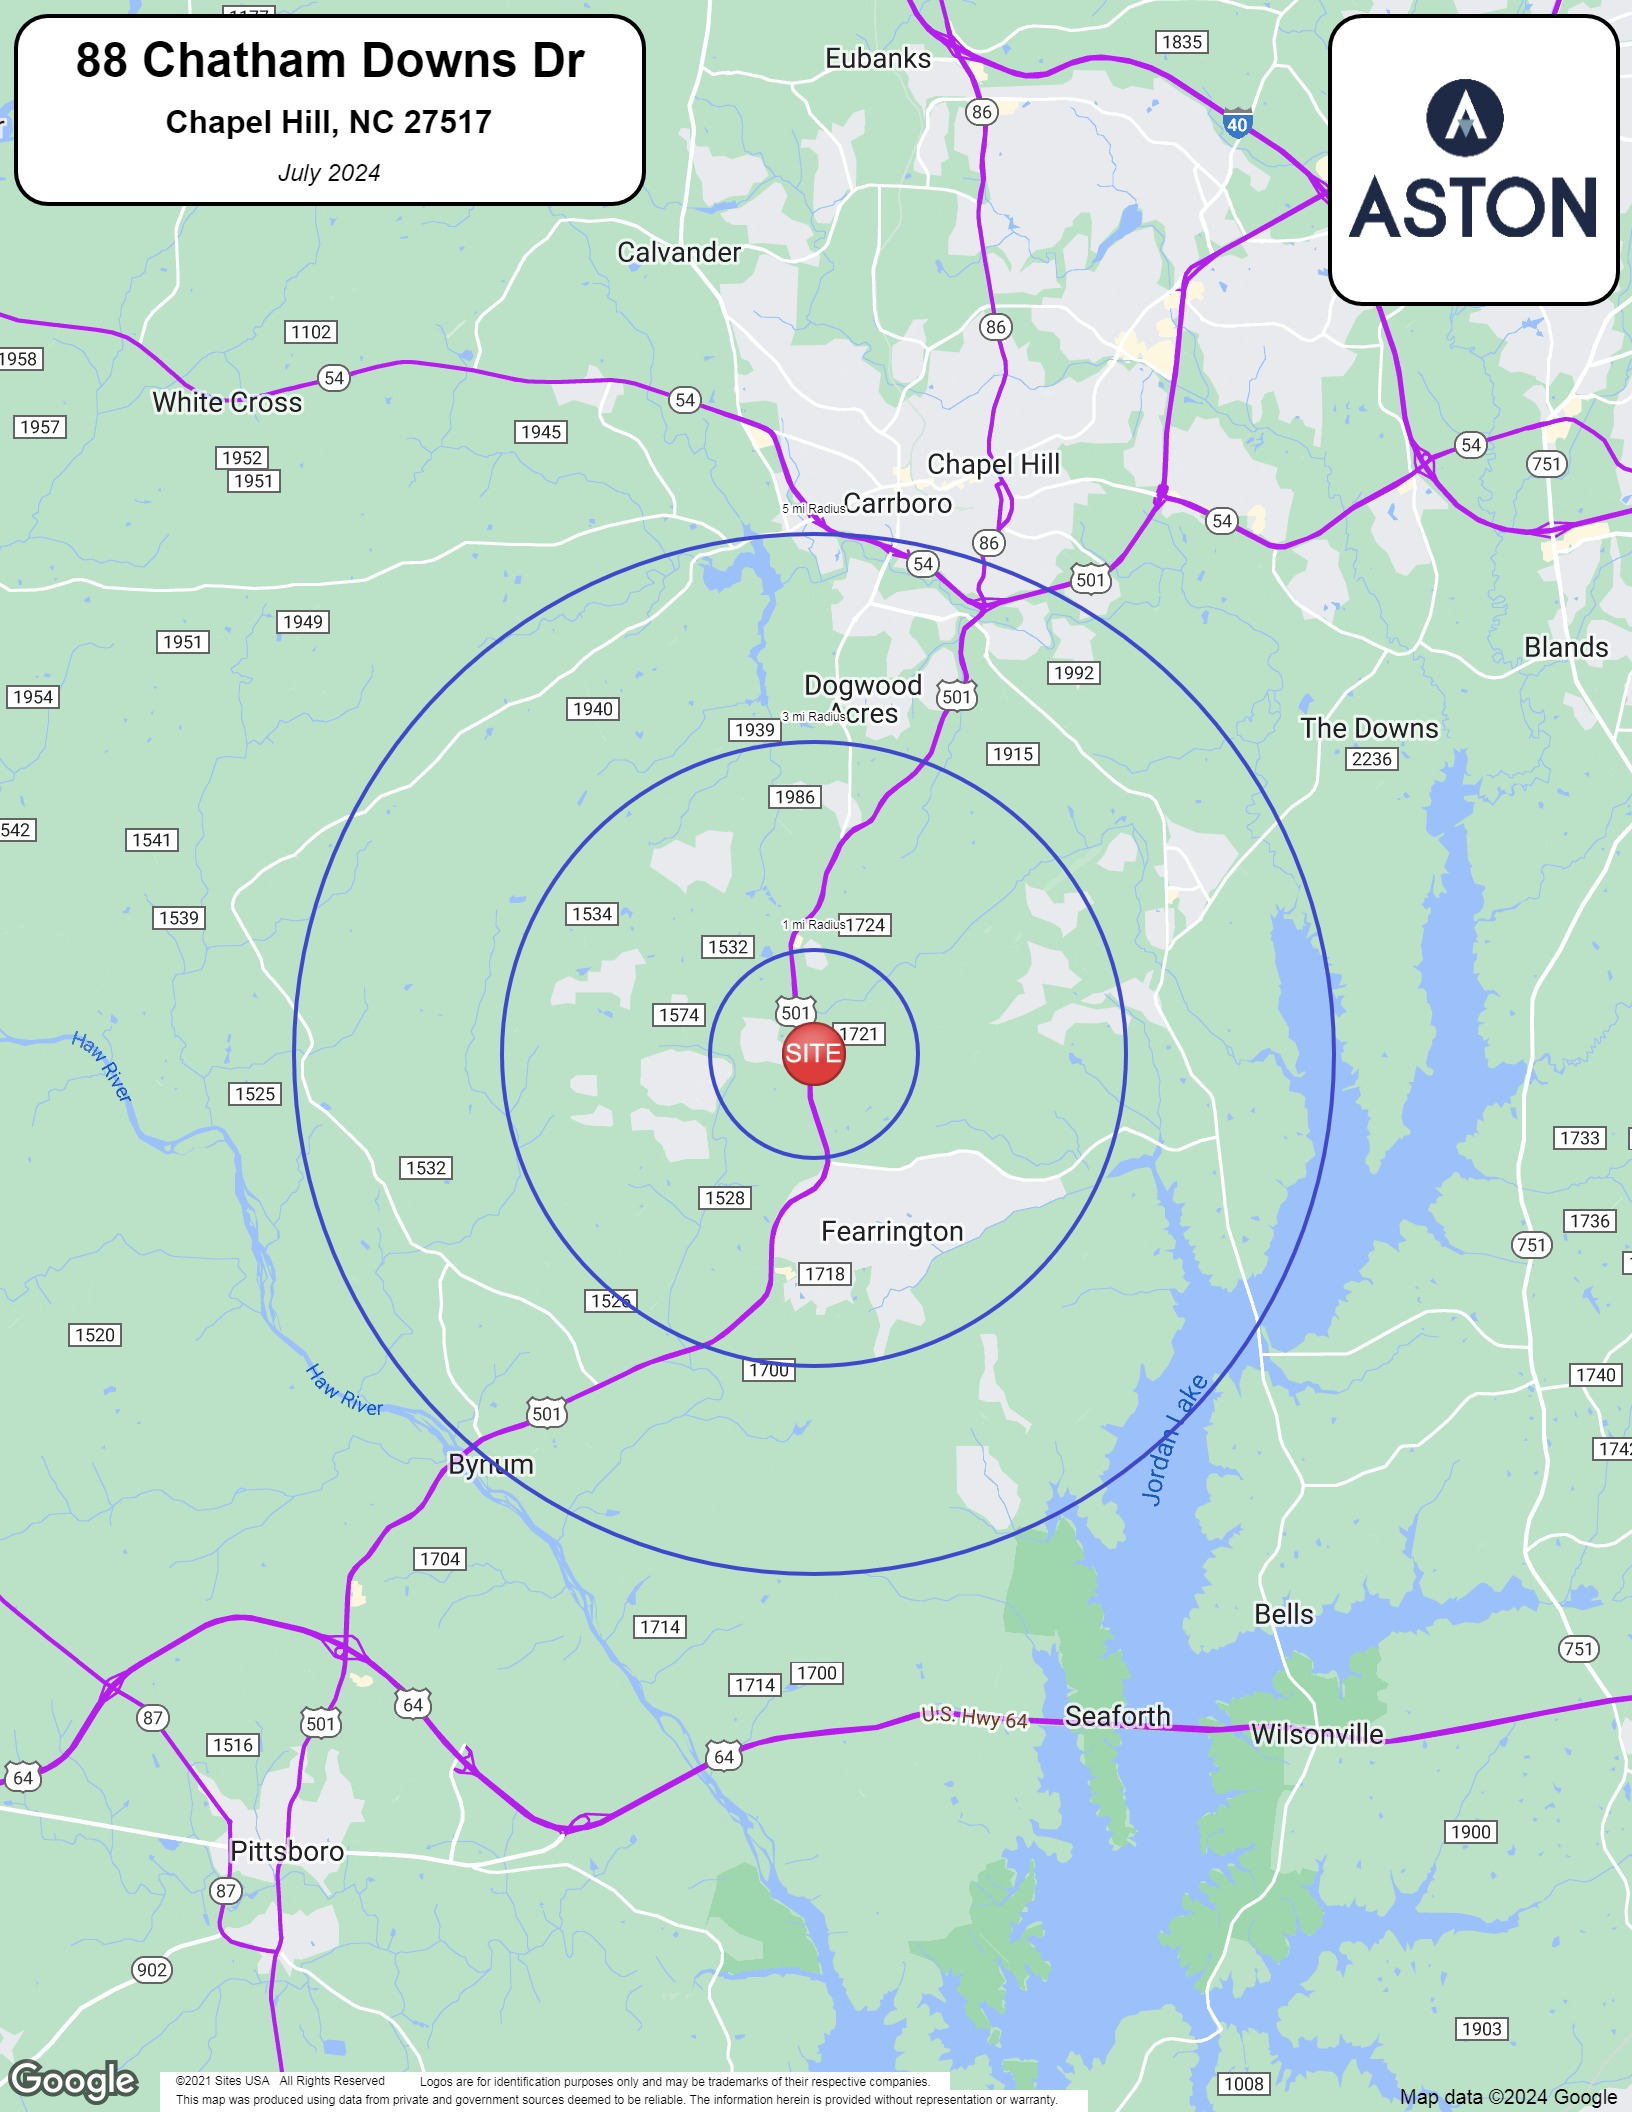 1177
88 Chatham Downs Dr
Chapel Hill, NC 27517
July 2024
ASTON
Eubanks
1835
86
40
Calvander
1102
86
1958
54
White Cross
54
1957
1945
54
751
1952
1951
Chapel Hill
Carrboro
5 mi Radius
54
86
54
501
1949
1951
Blands
1992
1954
Dogwood
Acres
501
1940
3 mi Radius
1939
The Downs
1915
2236
1986
542
1541
1534
1539
1 mi Radius
1724
1532
501
1574
1721
SITE
Haw River
1525
1733
1532
1528
1736
Fearrington
751
1718
1526
1520
1700
1740
Haw River
501
Jordan Lake
1742
Bynum
1704
Bells
1714
751
1714
1700
64
87
501
U.S. Hwy 64
Seaforth
Wilsonville
1516
64
64
Pittsboro
1900
87
902
1903
Google
©2021 Sites USA All Rights Reserved Logos are for identification purposes only and may be trademarks of their respective companies.
This map was produced using data from private and government sources deemed to be reliable. The information herein is provided without representation or warranty.
1008
Map data ©2024 Google